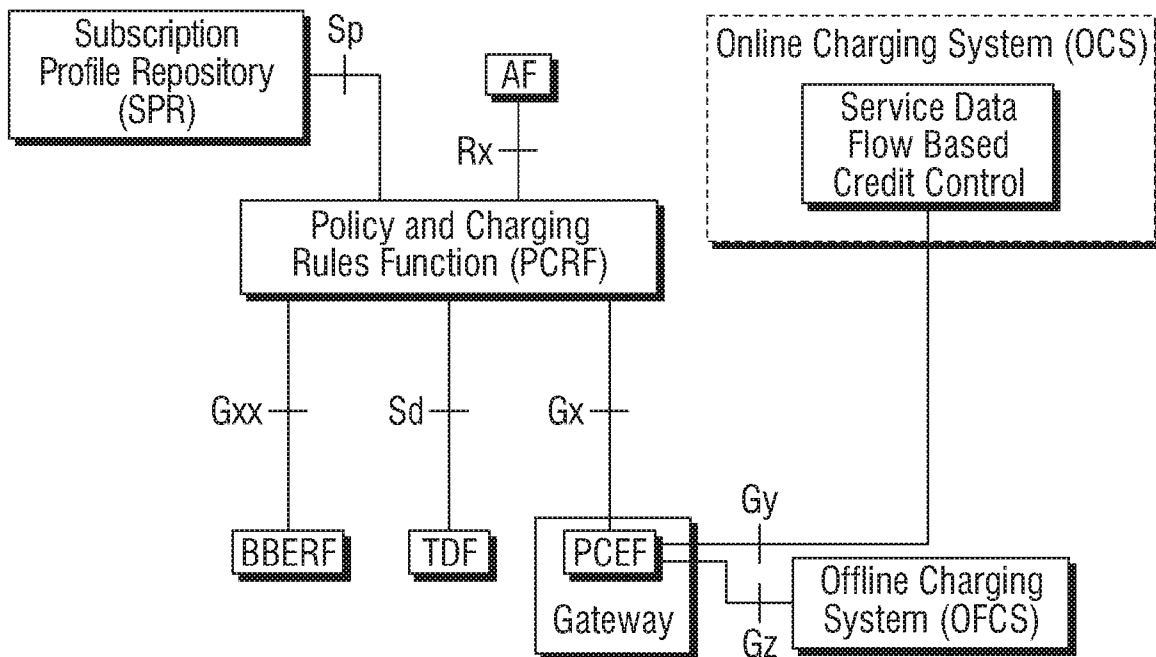 Subscription
Profile Repository
(SPR)
Sp
AF
Rx
Online Charging System (OCS)
Service Data
Flow Based
Credit Control
Policy and Charging
Rules Function (PCRF)
Gxx
Sd
Gx
BBERF
TDF
PCEF
Gateway
Gy
Gz
Offline Charging
System (OFCS)